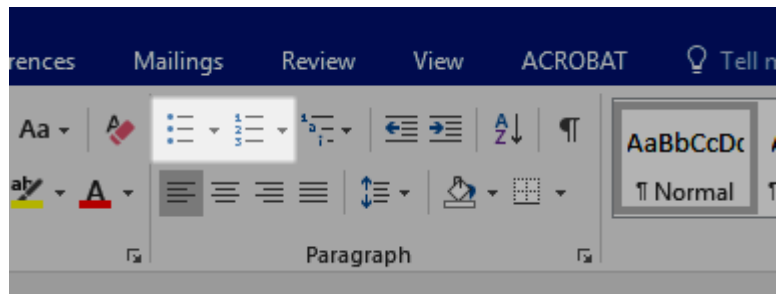 rences Mailings Review View ACROBAT Tell m
Aa AaBbCcDc
¶ Normal
Paragraph